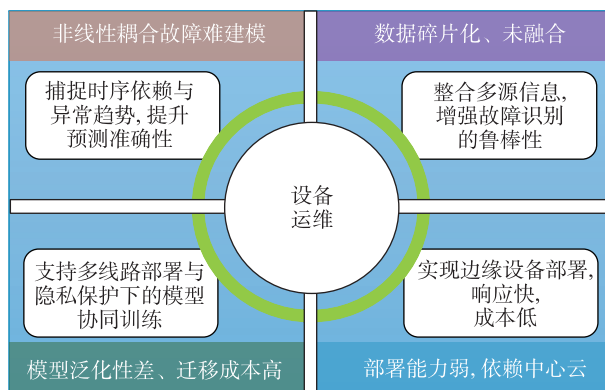 非线性耦合故障难建模
数据碎片化、未融合
捕捉时序依赖与
异常趋势, 提升
预测准确性
整合多源信息,
增强故障识别
的鲁棒性
设备
运维
支持多线路部署与
隐私保护下的模型
协同训练
实现边缘设备部署,
响应快,
成本低
模型泛化性差、迁移成本高
部署能力弱, 依赖中心云